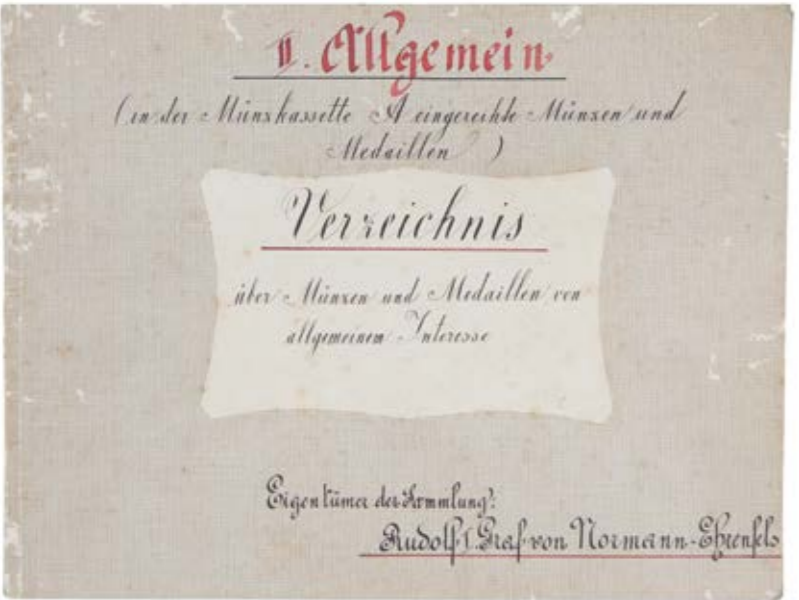 II. Allgemein
(in der Münzkassette A eingereihte Münzen und
Medaillen)
Verzeichnis
über Münzen und Medaillen von
allgemeinem Interesse
Eigentümer der Sammlung:
Rudolf I. Graf von Normann-Ehrenfels